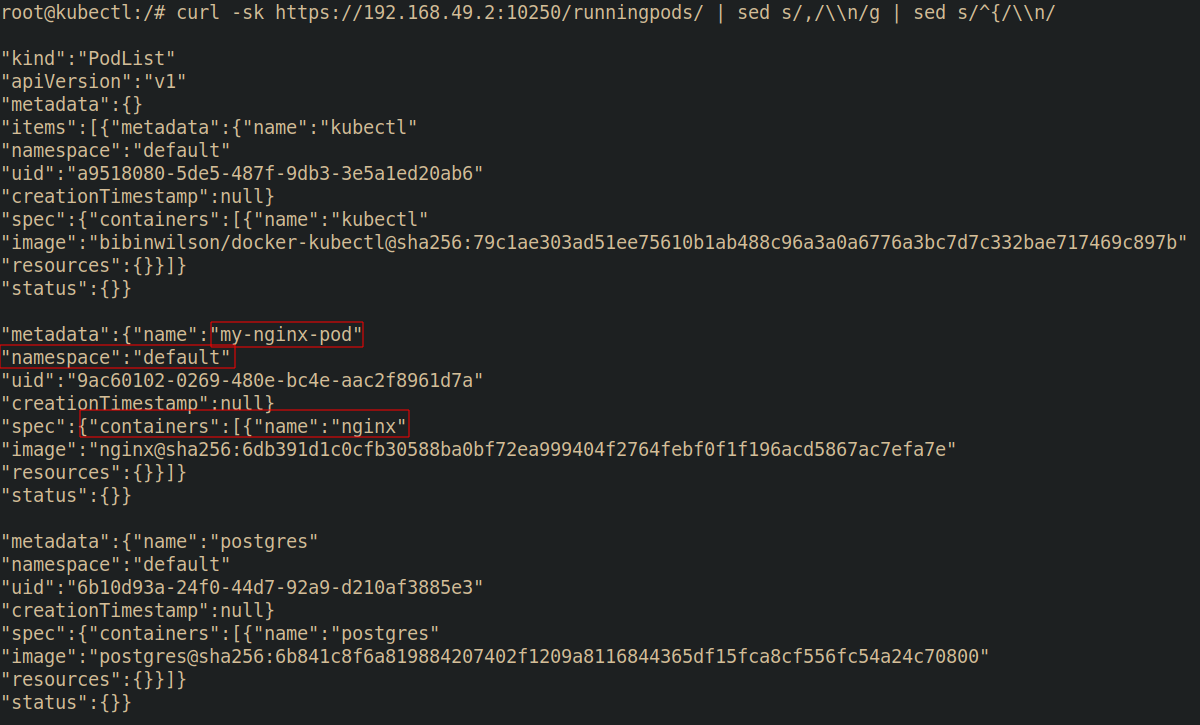 root@kubectl:/# curl -sk https://192.168.49.2:10250/runningpods/ | sed s/,/\\n/g | sed s/^{/\\n/
"kind":"PodList"
"apiVersion":"v1"
"metadata":{}
"items":[{"metadata":{"name":"kubectl"
"namespace":"default"
"uid":"a9518080-5de5-487f-9db3-3e5a1ed20ab6"
"creationTimestamp":null}
"spec":{"containers":[{"name":"kubectl"
"image":"bibinwilson/docker-kubectl@sha256:79c1ae303ad51ee75610b1ab488c96a3a0a6776a3bc7d7c332bae717469c897b"
"resources":{}}]}
"status":{}}
"metadata":{"name":"my-nginx-pod"
"namespace":"default"
"uid":"9ac60102-0269-480e-bc4e-aac2f8961d7a"
"creationTimestamp":null}
"spec":{"containers":[{"name":"nginx"
"image":"nginx@sha256:6db391d1c0cfb30588ba0bf72ea999404f2764febf0f1f196acd5867ac7efa7e"
"resources":{}}]}
"status":{}}
"metadata":{"name":"postgres"
"namespace":"default"
"uid":"6b10d93a-24f0-44d7-92a9-d210af3885e3"
"creationTimestamp":null}
"spec":{"containers":[{"name":"postgres"
"image":"postgres@sha256:6b841c8f6a819884207402f1209a8116844365df15fca8cf556fc54a24c70800"
"resources":{}}]}
"status":{}}